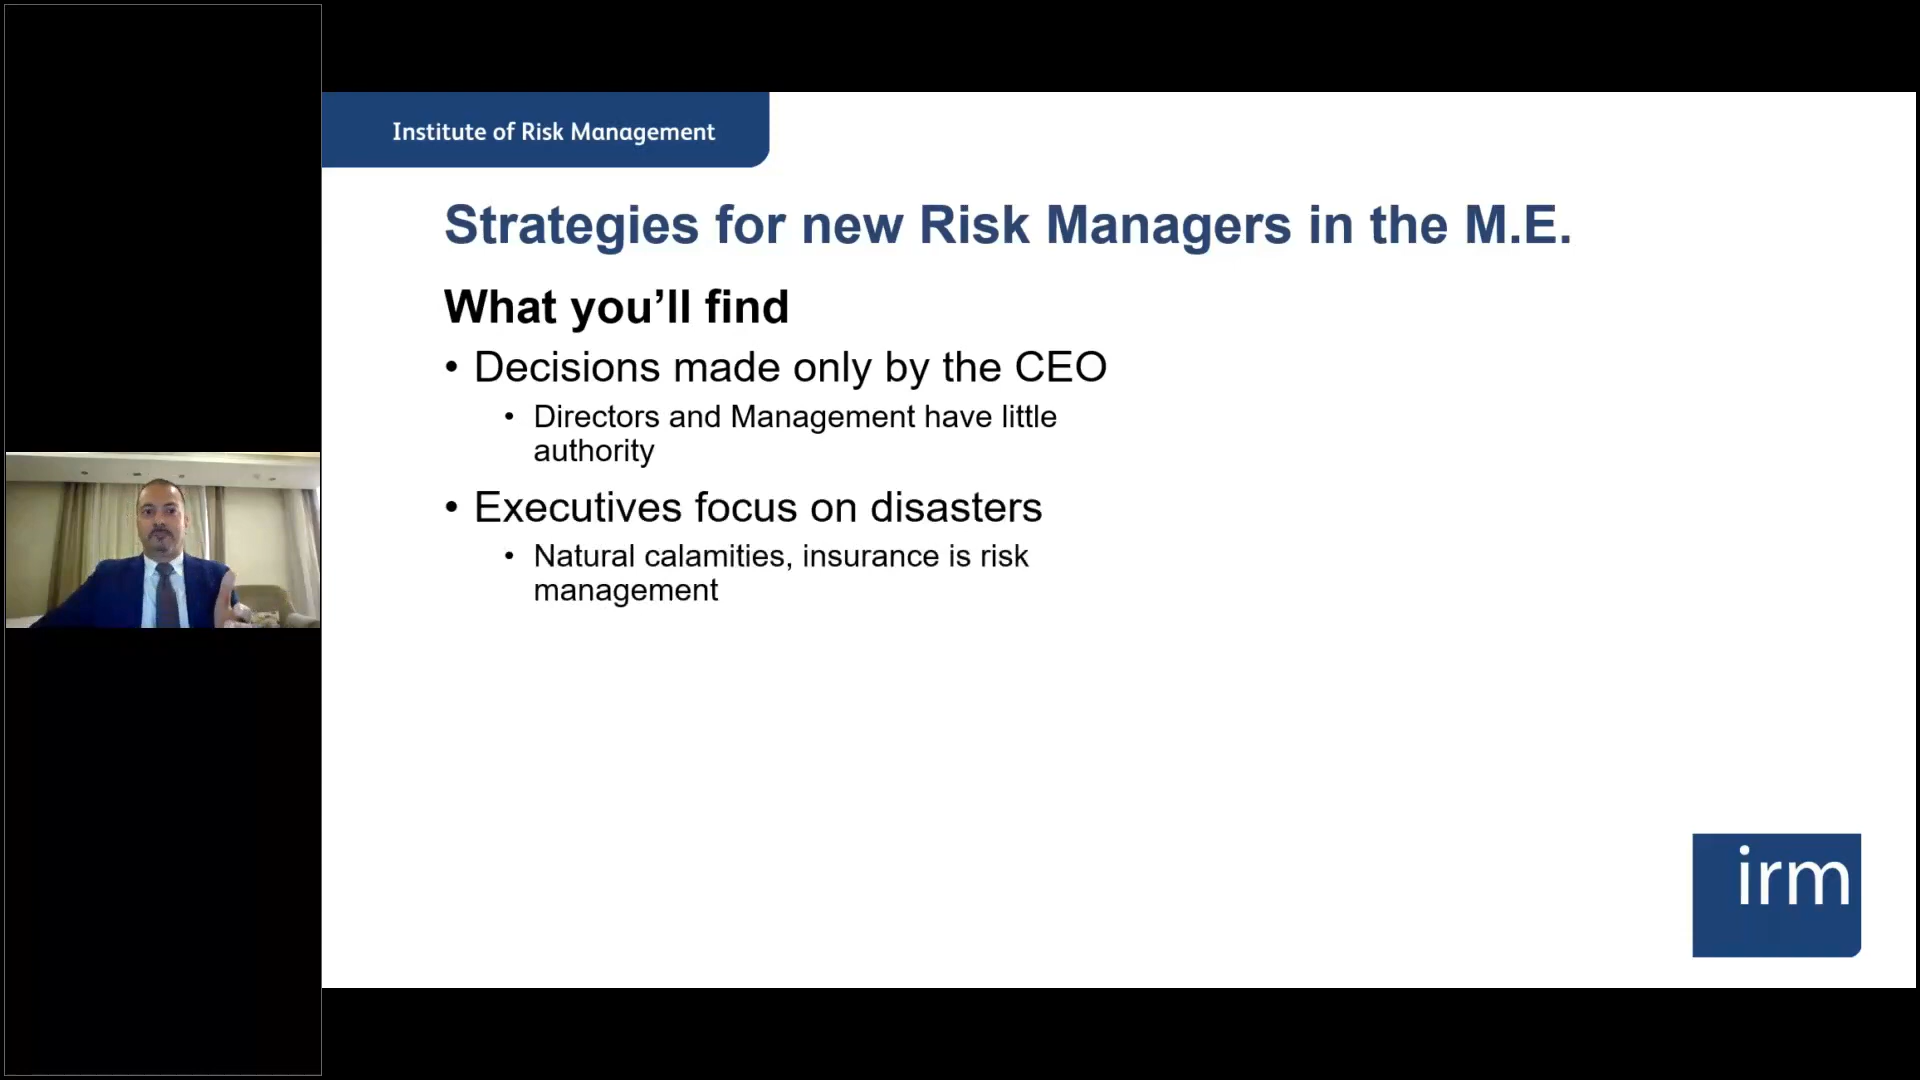 Institute of Risk Management
Strategies for new Risk Managers in the M.E.
What you’ll find
• Decisions made only by the CEO
• Directors and Management have little
authority
• Executives focus on disasters
• Natural calamities, insurance is risk
management
irm